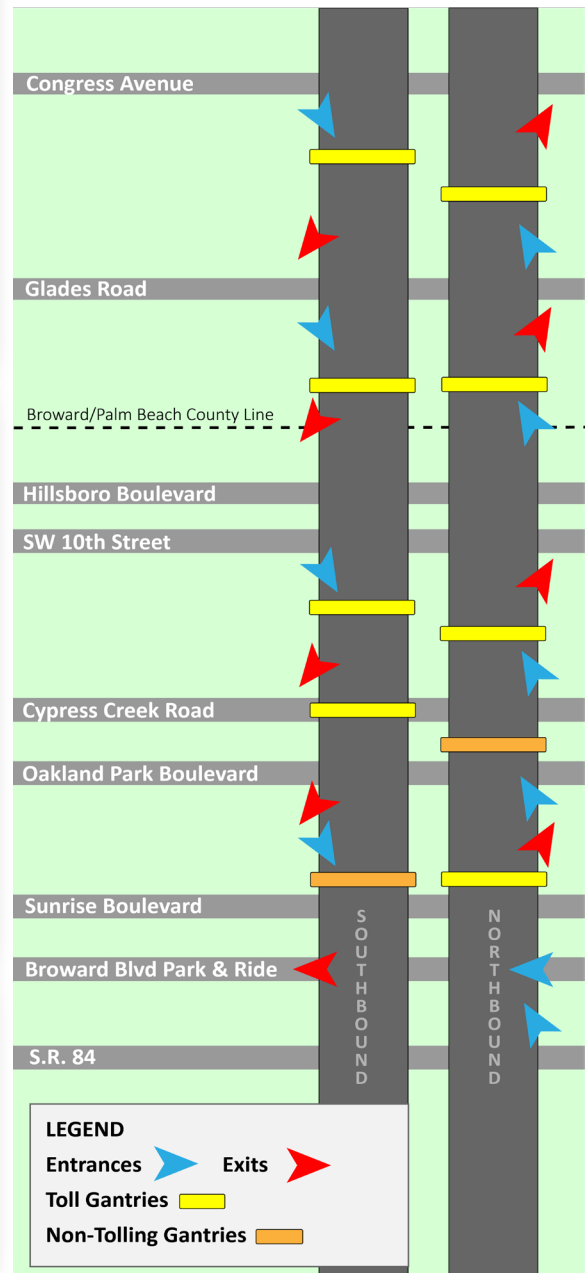 Congress Avenue
Glades Road
Broward/Palm Beach County Line
Hillsboro Boulevard
SW 10th Street
Cypress Creek Road
Oakland Park Boulevard
Sunrise Boulevard
SOUTHBOUND
NORTHBOUND
Broward Blvd Park & Ride
S.R. 84
LEGEND
Entrances Exits
Toll Gantries
Non-Tolling Gantries